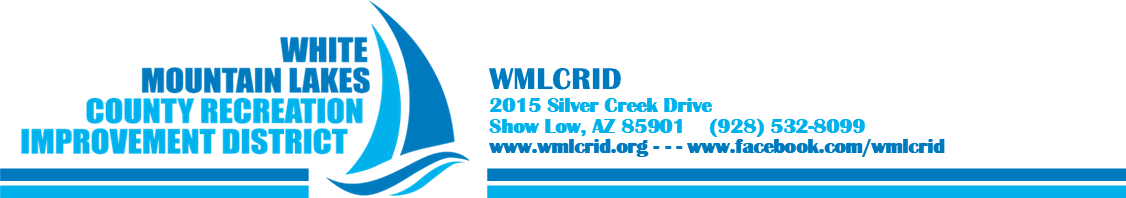 WHITE
MOUNTAIN LAKES
COUNTY RECREATION
IMPROVEMENT DISTRICT
WMLCRID
2015 Silver Creek Drive
Show Low, AZ 85901 (928) 532-8099
www.wmlcrid.org - - - www.facebook.com/wmlcrid